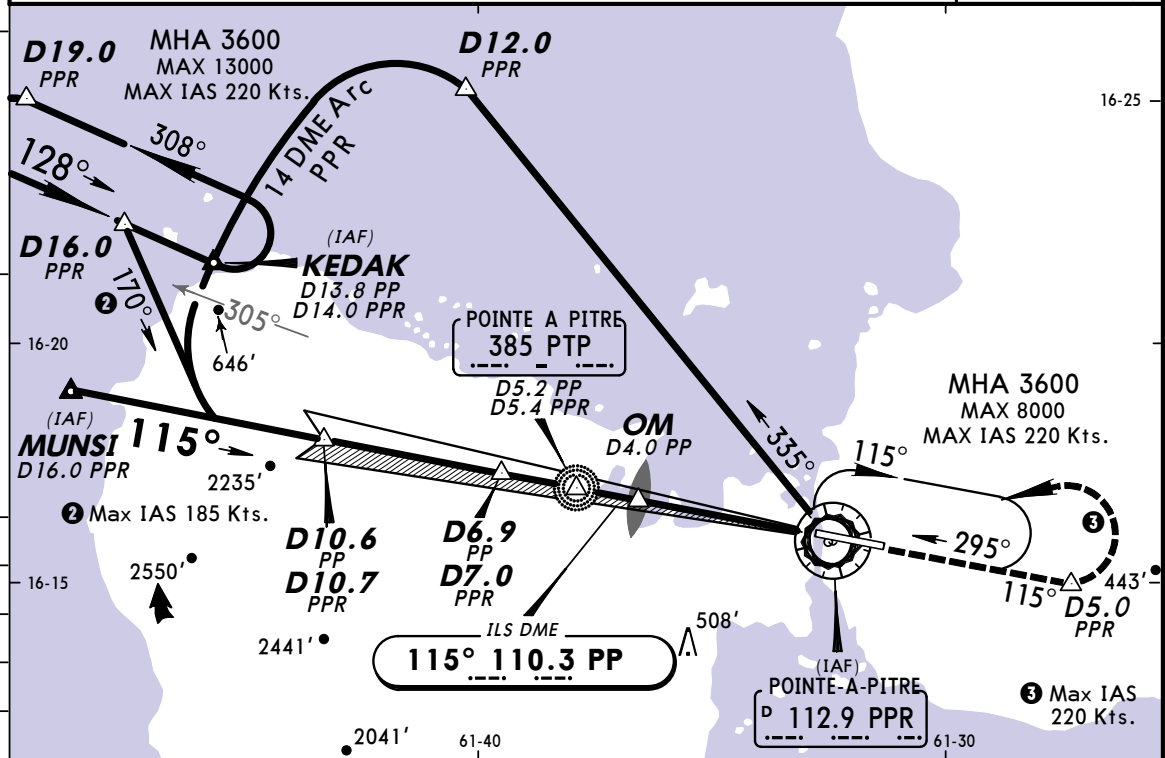 D19.0
PPR
MHA 3600
MAX 13000
MAX IAS 220 Kts.
D12.0
PPR
16-25
308°
14 DME Arc
PPR
128°
D16.0
PPR
(IAF)
KEDAK
D13.8 PP
D14.0 PPR
2
170°
305°
646'
POINTE A PITRE
385 PTP
16-20
D5.2 PP
D5.4 PPR
OM
D4.0 PP
MHA 3600
MAX 8000
MAX IAS 220 Kts.
(IAF)
MUNSI
D16.0 PPR
115°
335°
115°
2235'
2 Max IAS 185 Kts.
D10.6
PP
D10.7
PPR
D6.9
PP
D7.0
PPR
3
295°
2550'
16-15
115°
443'
D5.0
PPR
2441'
ILS DME
115° 110.3 PP
508'
(IAF)
POINTE-A-PITRE
D 112.9 PPR
3 Max IAS
220 Kts.
2041'
61-40
61-30